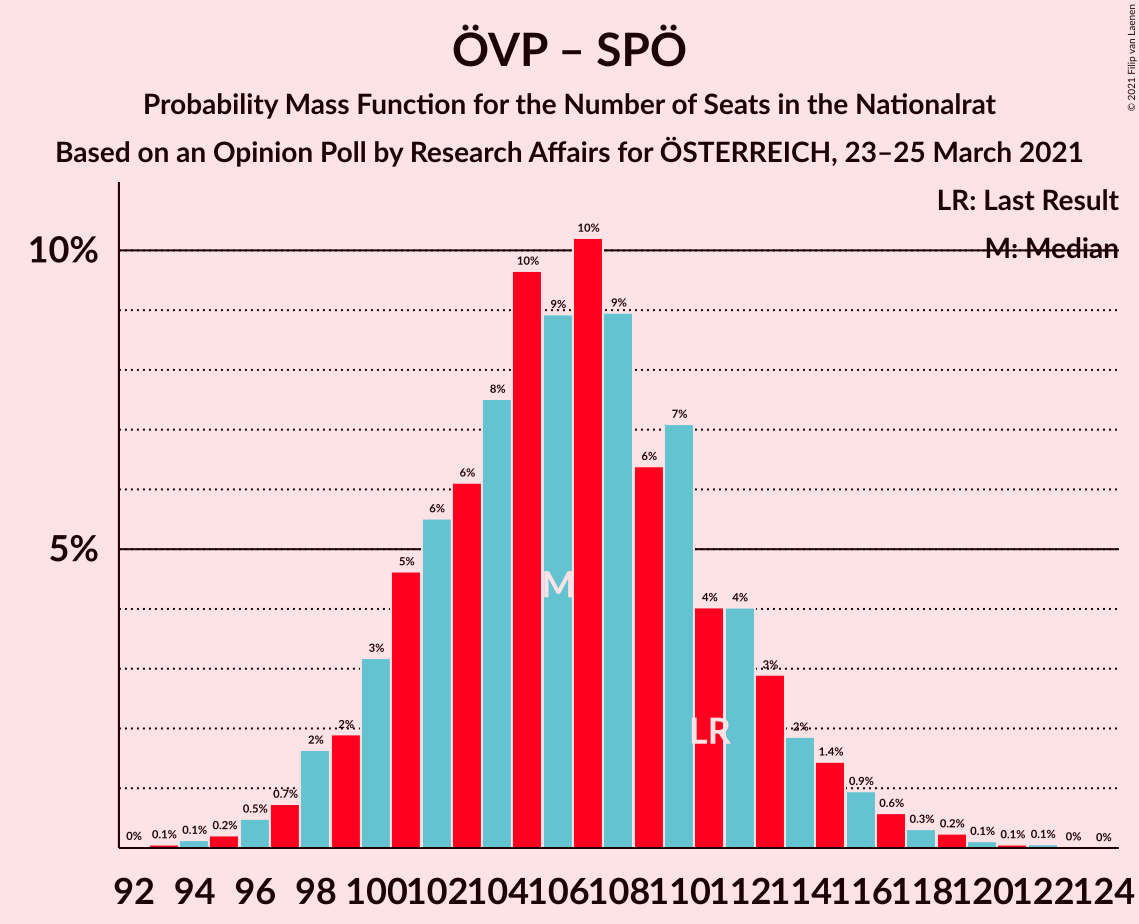 ÖVP – SPÖ
Probability Mass Function for the Number of Seats in the Nationalrat
Based on an Opinion Poll by Research Affairs for ÖSTERREICH, 23–25 March 2021
© 2021 Filip van Laenen
LR: Last Result
M: Median
10%
5%
0% 0.1% 0.1% 0.2% 0.5% 0.7% 2% 2% 3% 5% 6% 6% 8% 10% 9% 10% 9% 6% 7% 4% 4% 3% 2% 1.4% 0.9% 0.6% 0.3% 0.2% 0.1% 0.1% 0.1% 0% 0%
M
LR
92 94 96 98 100 102 104 106 108 110 112 114 116 118 120 122 124